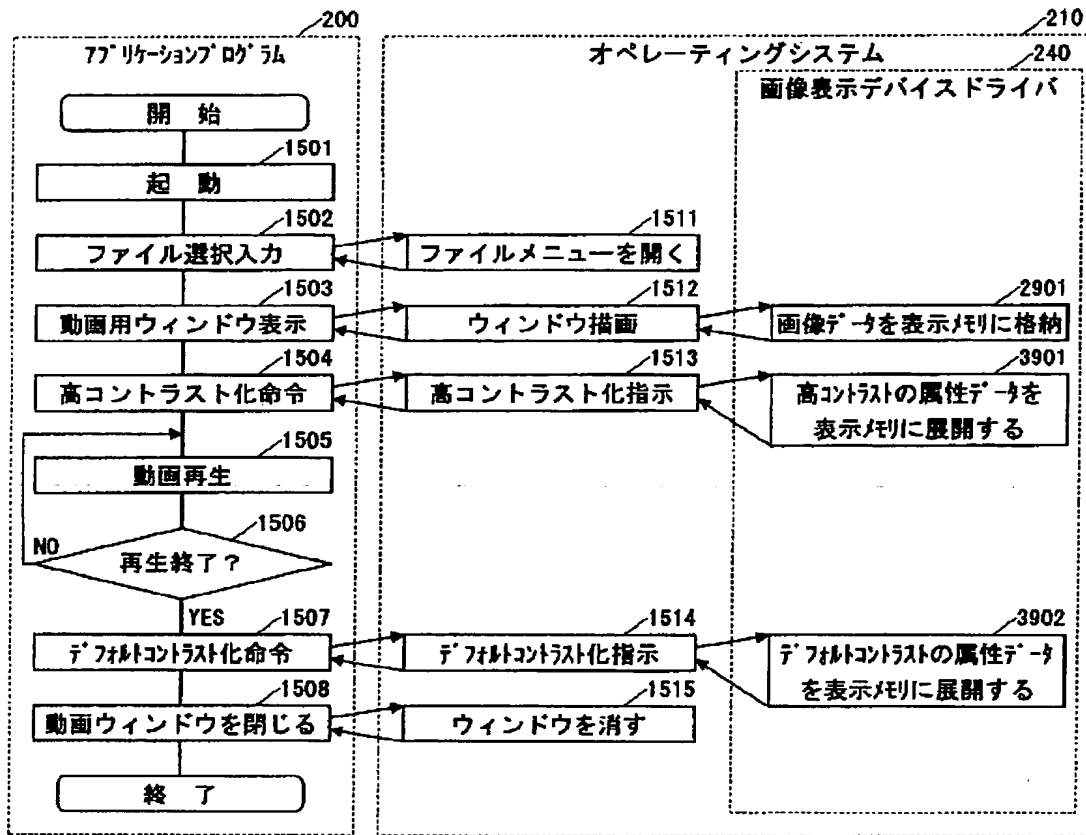 200
アプリケーションプログラム
210
オペレーティングシステム
240
画像表示デバイスドライバ
開 始
1501
起 動
1502
ファイル選択入力
1511
ファイルメニューを開く
1503
動画用ウィンドウ表示
1512
ウィンドウ描画
2901
画像データを表示メモリに格納
1504
高コントラスト化命令
1513
高コントラスト化指示
3901
高コントラストの属性データを
表示メモリに展開する
1505
動画再生
1506
再生終了?
NO
YES
1507
デフォルトコントラスト化命令
1514
デフォルトコントラスト化指示
3902
デフォルトコントラストの属性データ
を表示メモリに展開する
1508
動画ウィンドウを閉じる
1515
ウィンドウを消す
終 了